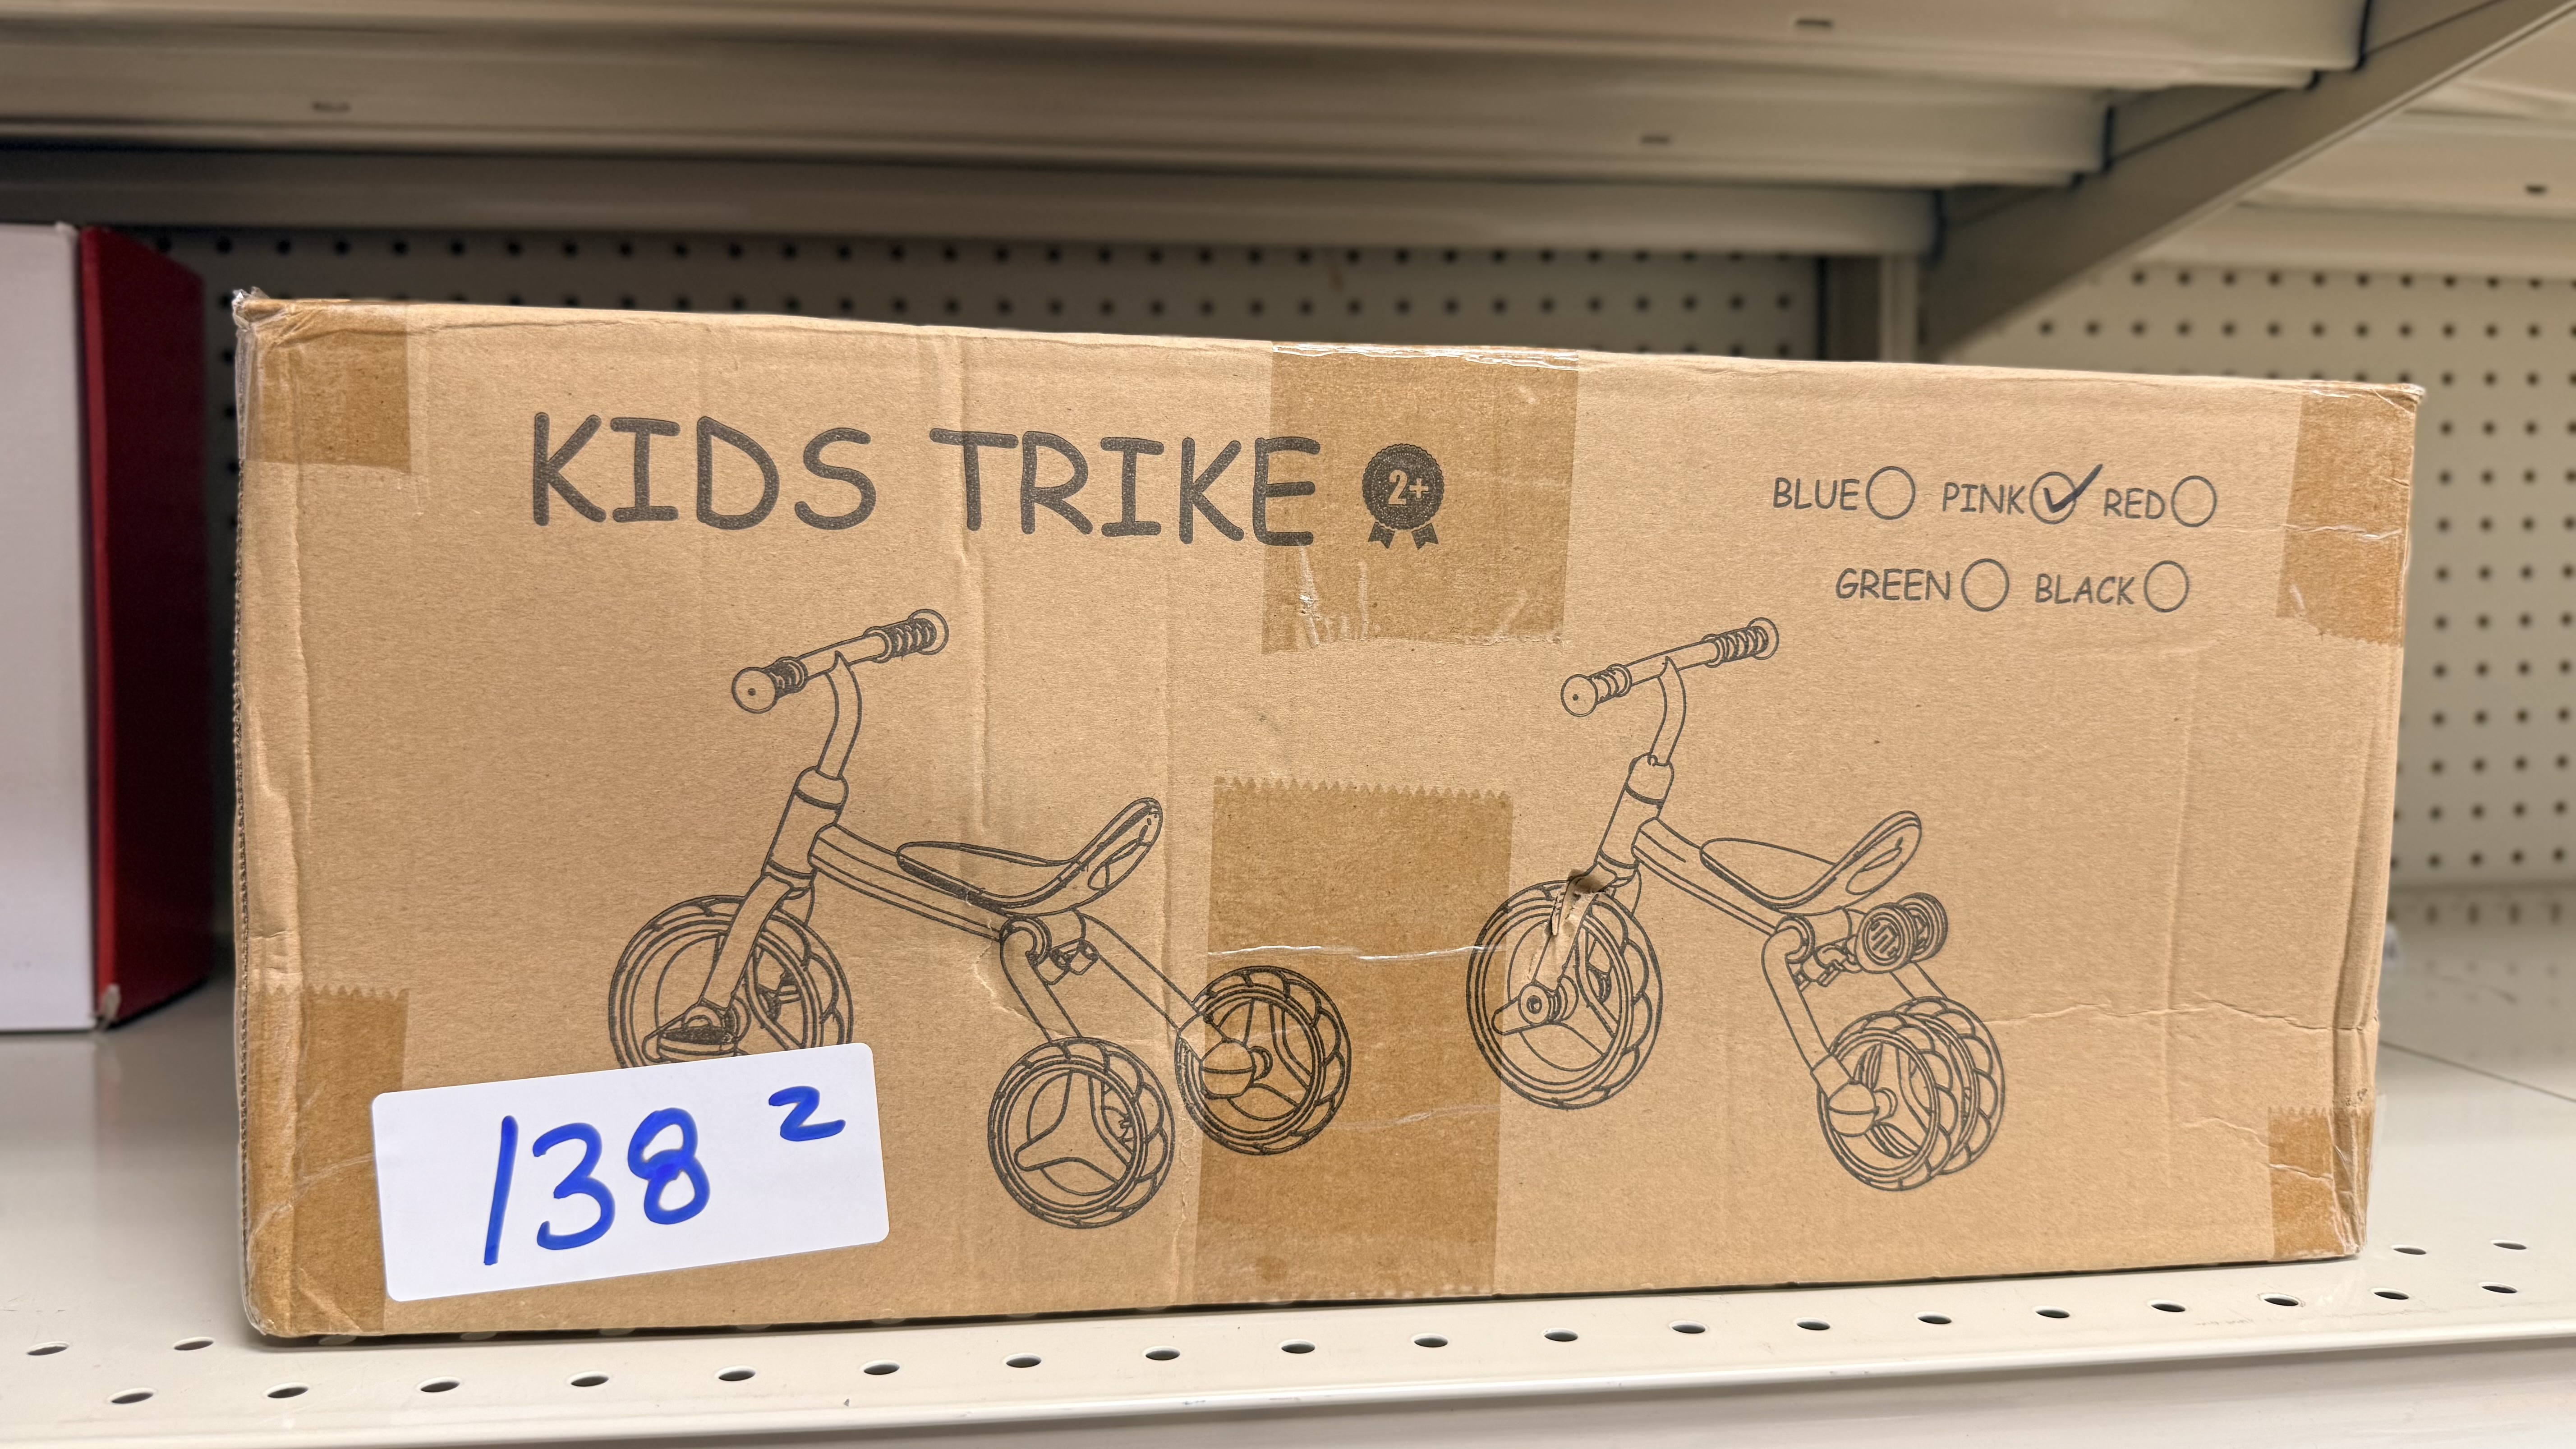 KIDS TRIKE 2+
BLUE PINK RED
GREEN BLACK
138 2